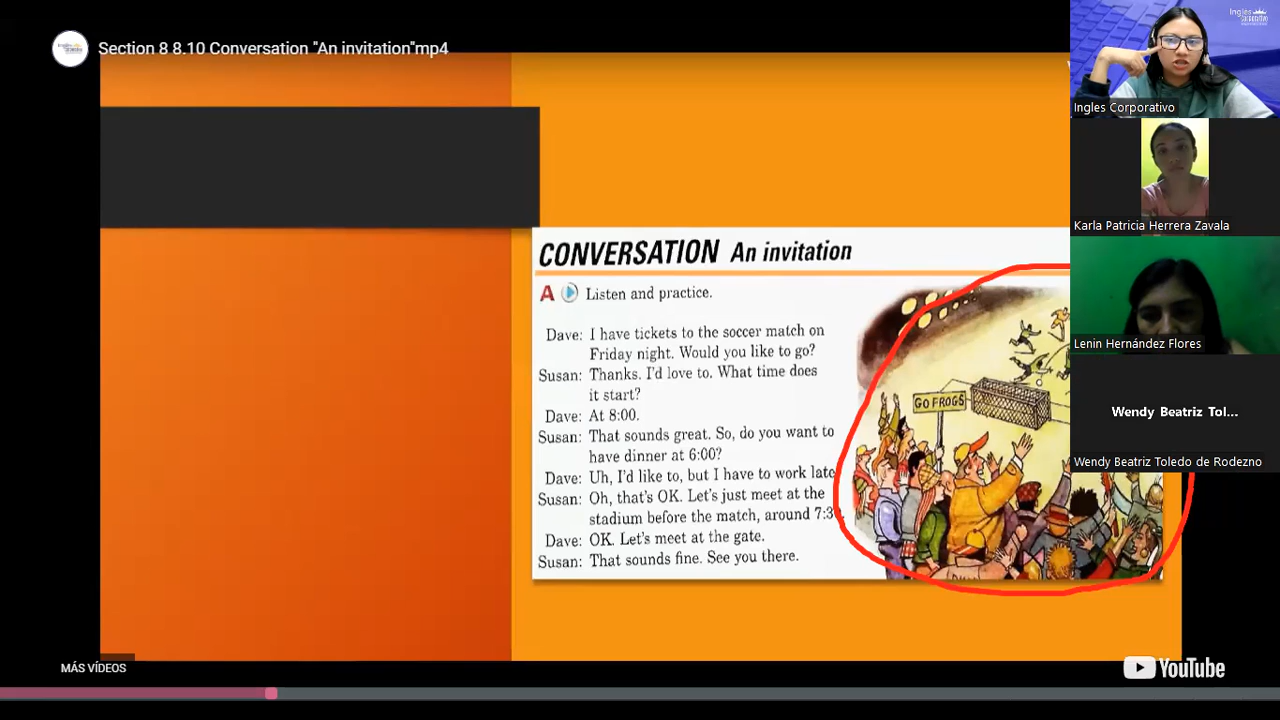 Section 8 8.10 Conversation "An invitation"mp4
CONVERSATION An invitation
A Listen and practice.
Dave: I have tickets to the soccer match on
Friday night. Would you like to go?
Susan: Thanks. I'd love to. What time does
it start?
Dave: At 8:00.
Susan: That sounds great. So, do you want to
have dinner at 6:00?
Dave: Uh, I'd like to, but I have to work late
Susan: Oh, that's OK. Let's just meet at the
stadium before the match, around 7:3
Dave: OK. Let's meet at the gate.
Susan: That sounds fine. See you there.
GO FROGS
MÁS VÍDEOS
YouTube
Ingles Corporativo
Ingles Corporativo
Karla Patricia Herrera Zavala
Lenin Hernández Flores
Wendy Beatriz Tol...
Wendy Beatriz Toledo de Rodezno